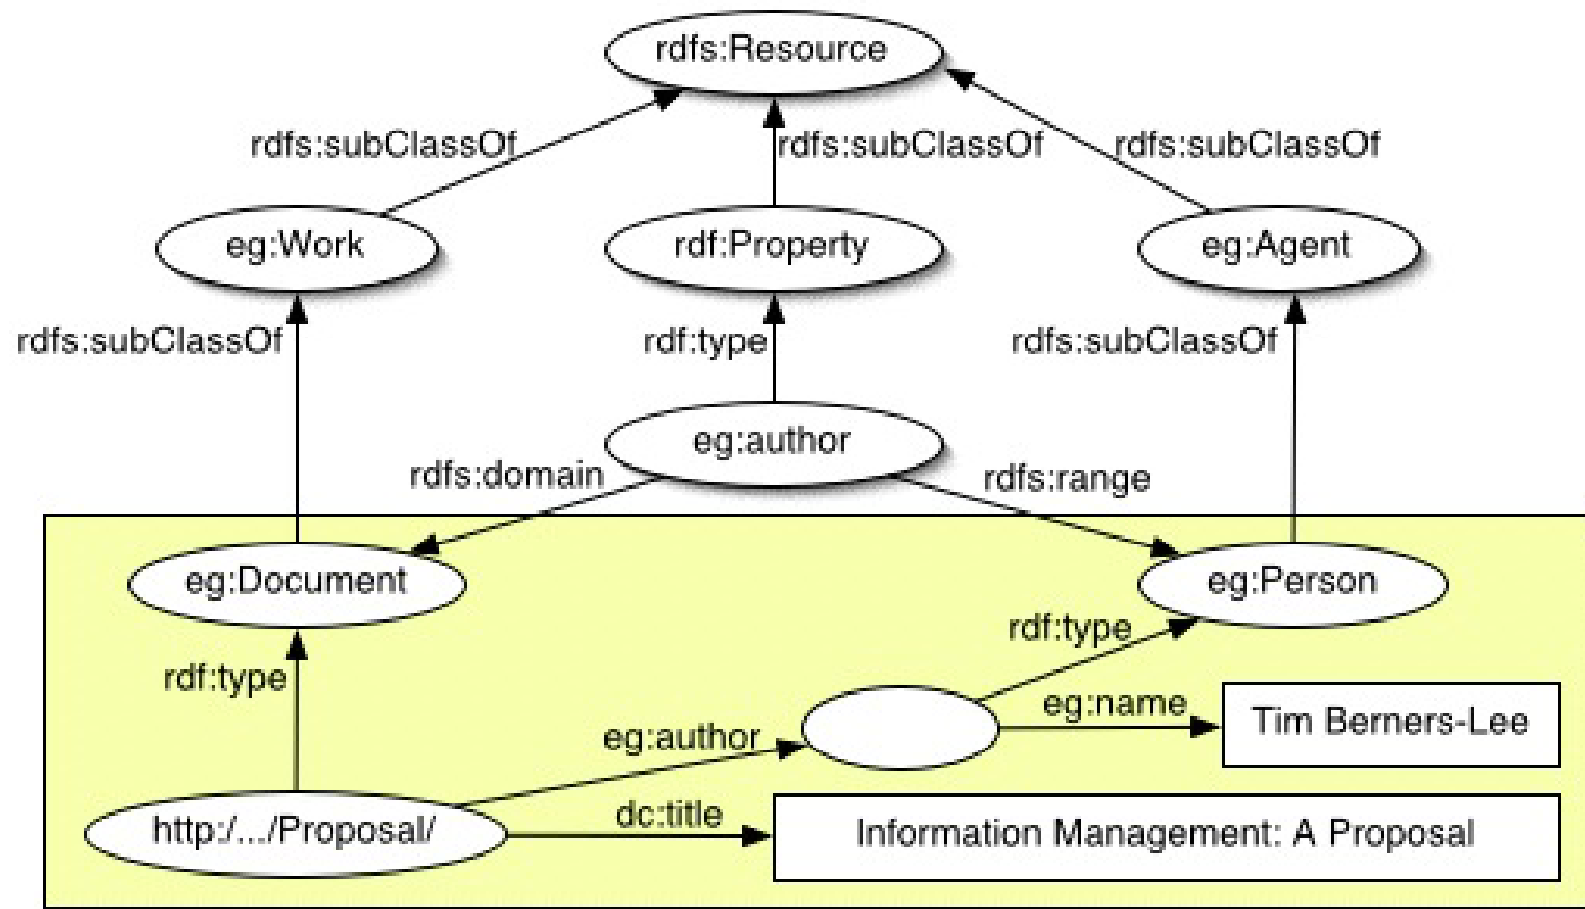 rdfs:Resource
rdfs:subClassOf
rdfs:subClassOf
rdfs:subClassOf
eg:Work
rdf:Property
eg:Agent
rdfs:subClassOf
rdf:type
rdfs:subClassOf
eg:author
rdfs:domain
rdfs:range
eg:Document
eg:Person
rdf:type
rdf:type
eg:name
Tim Berners-Lee
eg:author
http:/.../Proposal/
dc:title
Information Management: A Proposal